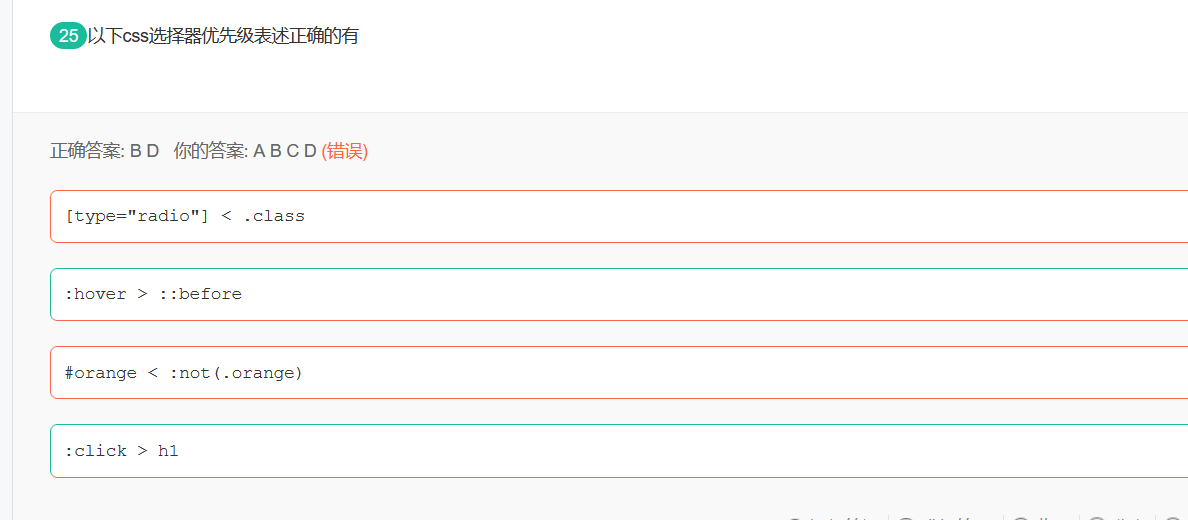 25 以下css选择器优先级表述正确的有
正确答案: B D 你的答案: A B C D (错误)
[type="radio"] < .class
:hover > ::before
#orange < :not(.orange)
:click > h1